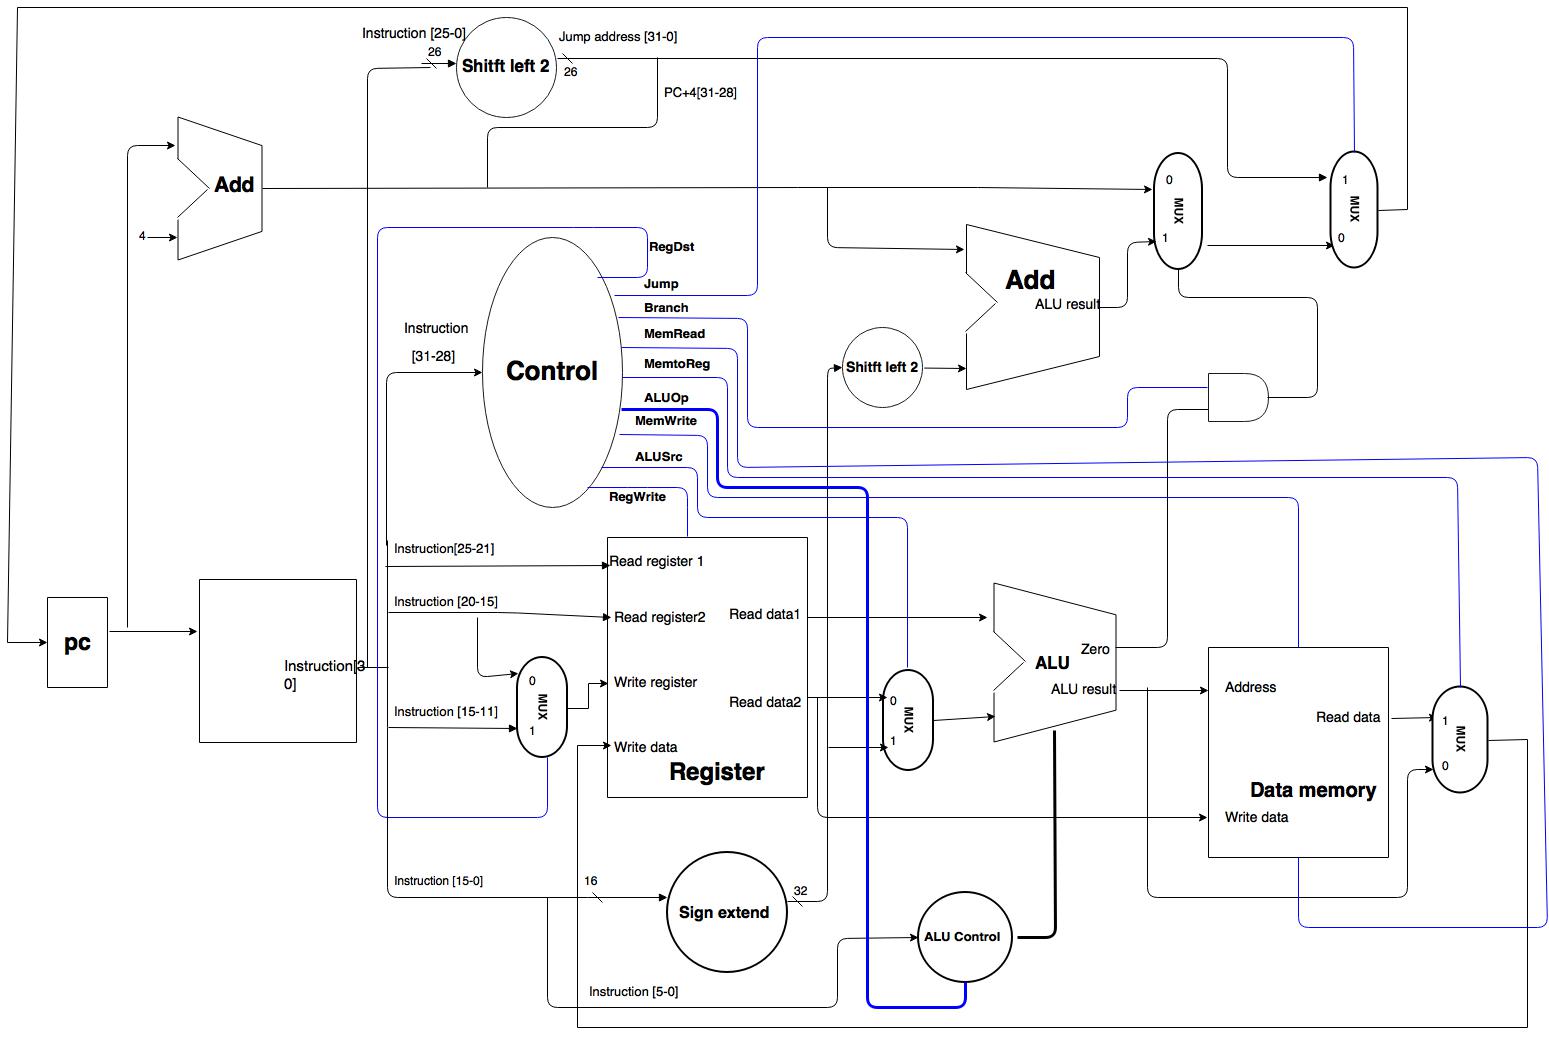 Instruction [25-0]
26
Shitft left 2
Jump address [31-0]
26
PC+4[31-28]
Add
4
0
MUX
1
1
MUX
0
RegDst
Jump
Branch
MemRead
MemtoReg
ALUOp
MemWrite
ALUSrc
RegWrite
Instruction
[31-28]
Control
Add
ALU result
Shitft left 2
Instruction[25-21]
Read register 1
Instruction [20-15]
Read register2
Read data1
pc
Instruction[3
0]
0
MUX
1
Write register
Read data2
Instruction [15-11]
Write data
Register
0
MUX
1
Zero
ALU
ALU result
Address
Read data
Data memory
Write data
1
MUX
0
Instruction [15-0]
16
Sign extend
32
ALU Control
Instruction [5-0]